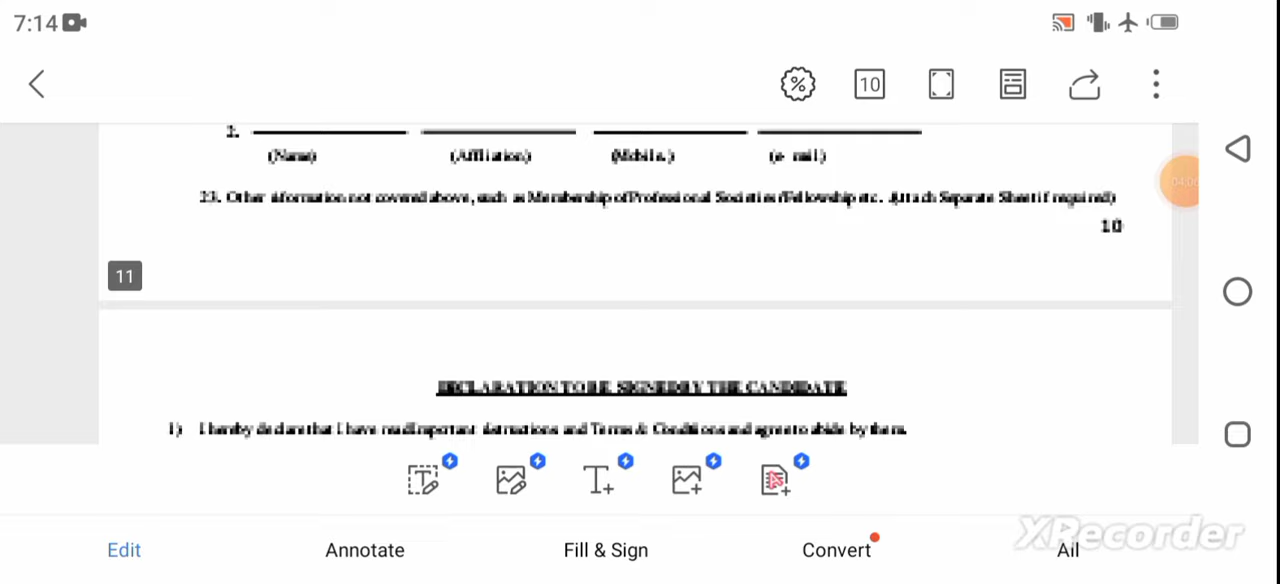 7:14
10
2.
(Name) (Affiliation) (Mobile.) (e- mail)
23. Other information not covered above, such as Membership of Professional Societies/Fellowship etc. Attach Separate Sheet if required)
10
04:00
11
DECLARATION TO BE SIGNED BY THE CANDIDATE
1) I hereby declare that I have read Important Instructions and Terms & Conditions and agree to abide by them.
Edit Annotate Fill & Sign Convert All
XRecorder